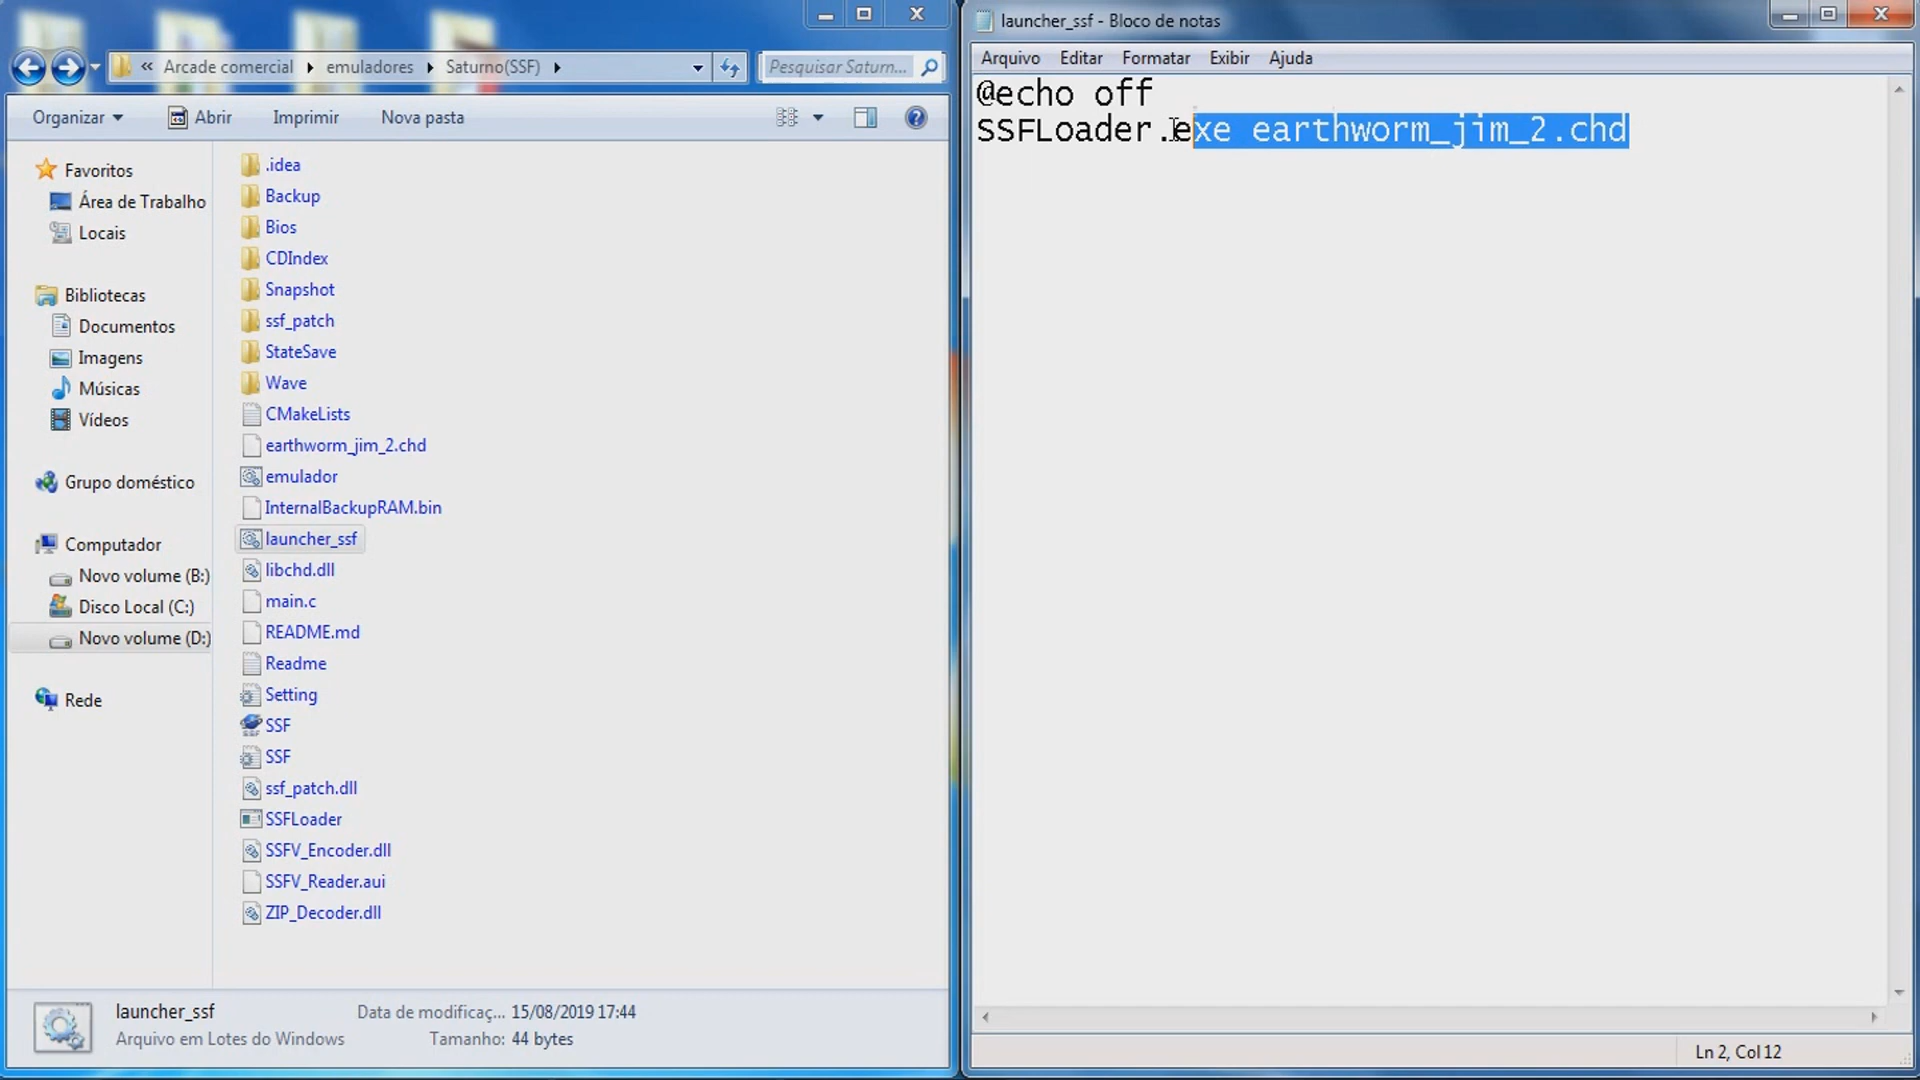 « Arcade comercial ▸ emuladores ▸ Saturno(SSF) ▸
Pesquisar Saturn...
Organizar
Abrir
Imprimir
Nova pasta
Favoritos
Área de Trabalho
Locais
Bibliotecas
Documentos
Imagens
Músicas
Vídeos
Grupo doméstico
Computador
Novo volume (B:)
Disco Local (C:)
Novo volume (D:)
Rede
.idea
Backup
Bios
CDIndex
Snapshot
ssf_patch
StateSave
Wave
CMakeLists
earthworm_jim_2.chd
emulador
InternalBackupRAM.bin
launcher_ssf
libchd.dll
main.c
README.md
Readme
Setting
SSF
SSF
ssf_patch.dll
SSFLoader
SSFV_Encoder.dll
SSFV_Reader.aui
ZIP_Decoder.dll
launcher_ssf
Data de modificaç... 15/08/2019 17:44
Arquivo em Lotes do Windows
Tamanho: 44 bytes
launcher_ssf - Bloco de notas
Arquivo Editar Formatar Exibir Ajuda
@echo off
SSFLoader.exe earthworm_jim_2.chd
Ln 2, Col 12